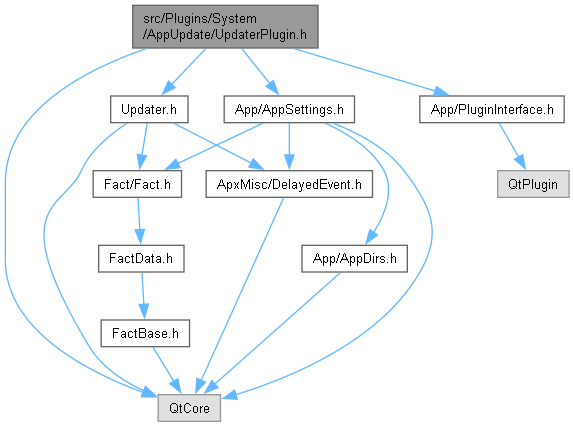 src/Plugins/System
/AppUpdate/UpdaterPlugin.h
Updater.h
App/AppSettings.h
App/PluginInterface.h
Fact/Fact.h
ApxMisc/DelayedEvent.h
QtPlugin
FactData.h
App/AppDirs.h
FactBase.h
QtCore